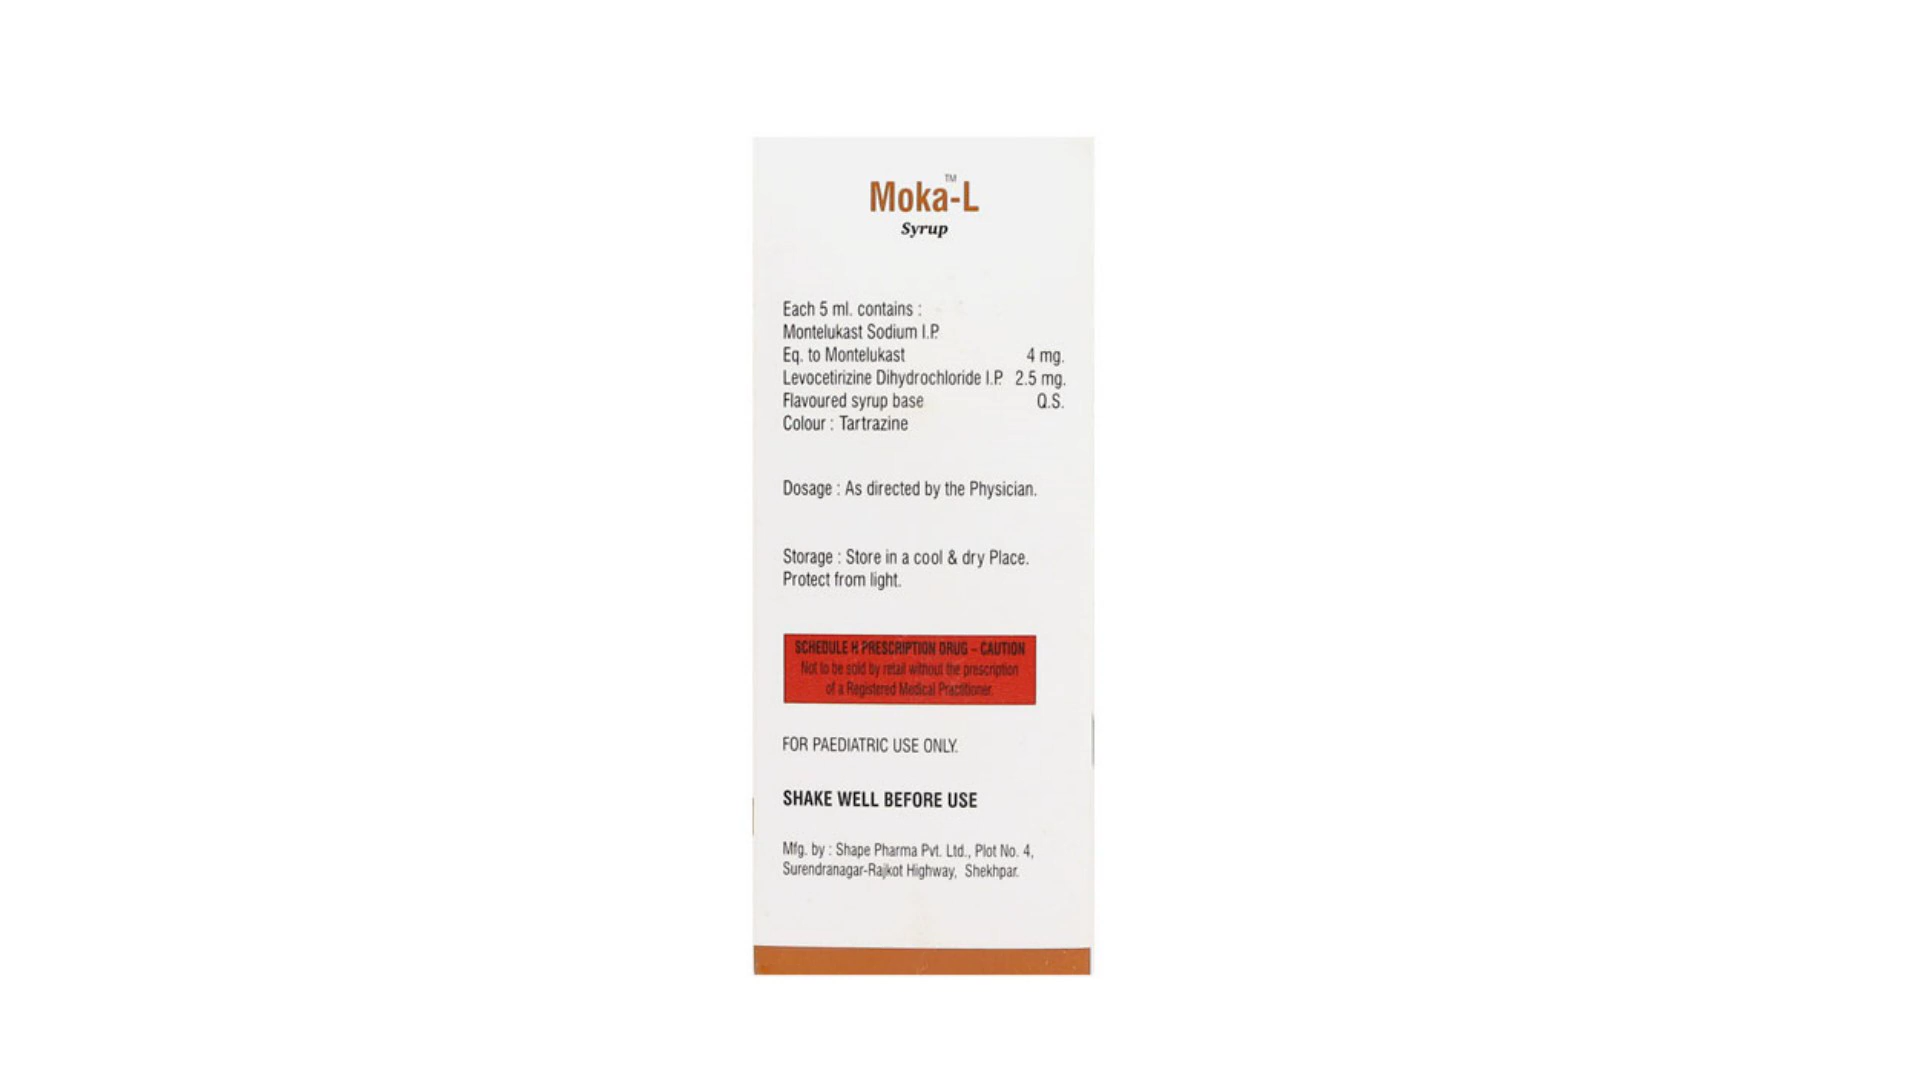 Moka-L™
Syrup
Each 5 ml. contains :
Montelukast Sodium I.P.
Eq. to Montelukast 4 mg.
Levocetirizine Dihydrochloride I.P. 2.5 mg.
Flavoured syrup base Q.S.
Colour : Tartrazine
Dosage : As directed by the Physician.
Storage : Store in a cool & dry Place.
Protect from light.
SCHEDULE H PRESCRIPTION DRUG – CAUTION
Not to be sold by retail without the prescription
of a Registered Medical Practitioner.
FOR PAEDIATRIC USE ONLY.
SHAKE WELL BEFORE USE
Mfg. by : Shape Pharma Pvt. Ltd., Plot No. 4,
Surendranagar-Rajkot Highway, Shekhpar.